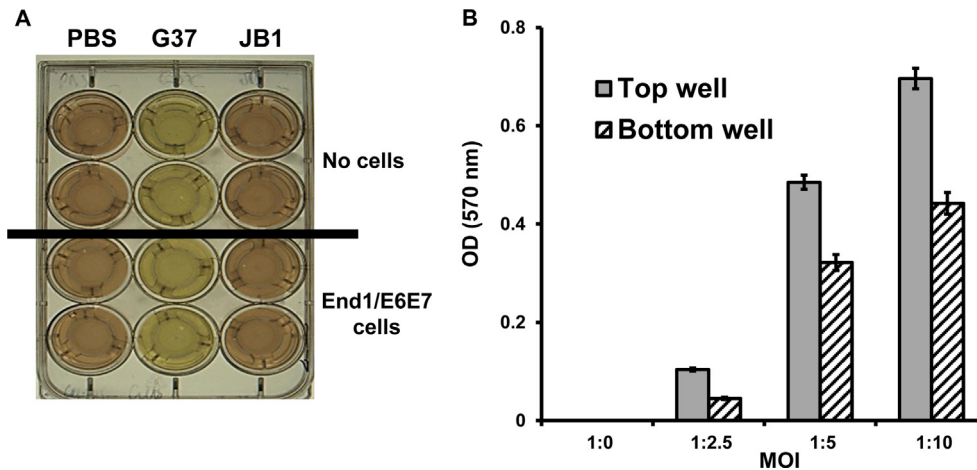 A
PBS G37 JB1
No cells
End1/E6E7
cells
B
OD (570 nm)
0.8
0.6
0.4
0.2
0
Top well
Bottom well
1:0 1:2.5 1:5 1:10
MOI